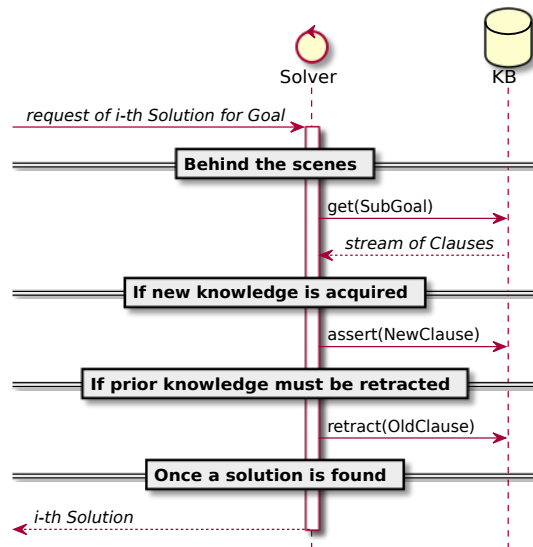 Solver
KB
request of i-th Solution for Goal
Behind the scenes
get(SubGoal)
stream of Clauses
If new knowledge is acquired
assert(NewClause)
If prior knowledge must be retracted
retract(OldClause)
Once a solution is found
i-th Solution